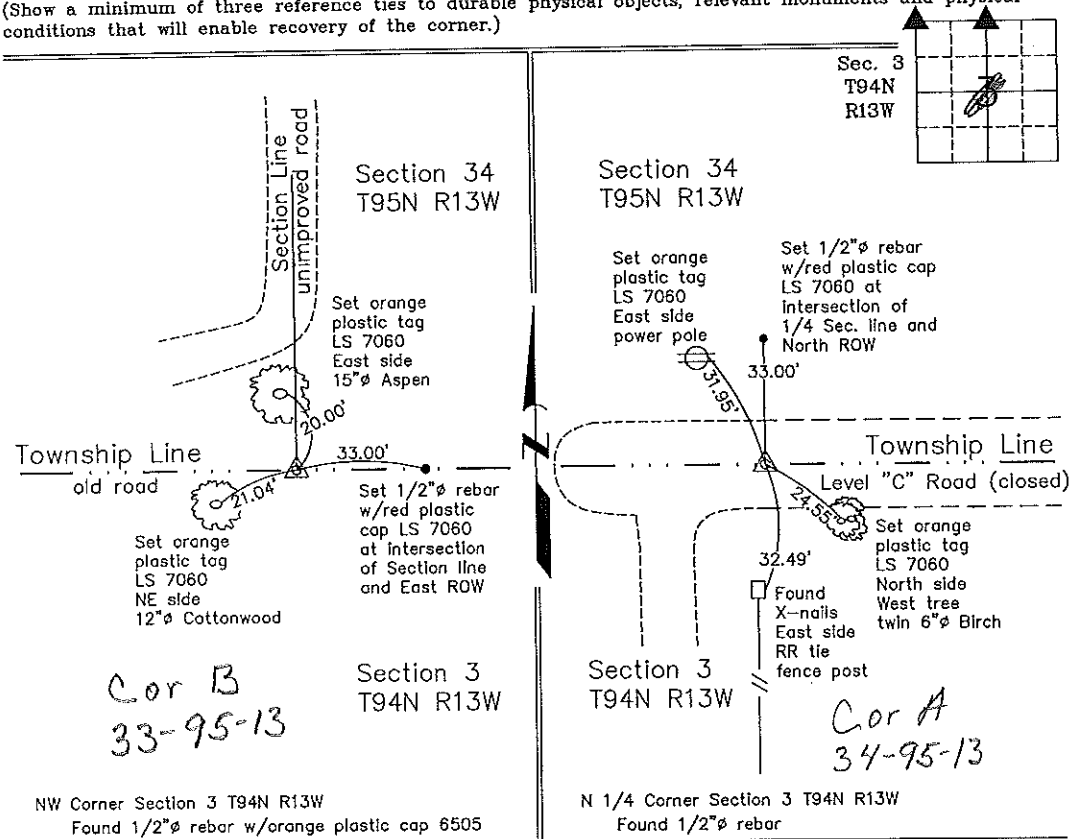 (Show a minimum of three reference ties to durable physical objects, relevant monuments and physical
conditions that will enable recovery of the corner.)
Sec. 3
T94N
R13W
Section Line
unimproved road
Section 34
T95N R13W
Set orange
plastic tag
LS 7060
East side
15"ø Aspen
20.00'
Township Line
old road
33.00'
21.04'
Set 1/2"ø rebar
w/red plastic
cap LS 7060
at intersection
of Section line
and East ROW
Set orange
plastic tag
LS 7060
NE side
12"ø Cottonwood
Section 3
T94N R13W
Cor B
33-95-13
NW Corner Section 3 T94N R13W
Found 1/2"ø rebar w/orange plastic cap 6505
Z
Section 34
T95N R13W
Set orange
plastic tag
LS 7060
East side
power pole
Set 1/2"ø rebar
w/red plastic cap
LS 7060 at
intersection of
1/4 Sec. line and
North ROW
31.95'
33.00'
Township Line
Level "C" Road (closed)
24.55'
32.49'
Set orange
plastic tag
LS 7060
North side
West tree
twin 6"ø Birch
Found
X-nails
East side
RR tie
fence post
Section 3
T94N R13W
Cor A
34-95-13
N 1/4 Corner Section 3 T94N R13W
Found 1/2"ø rebar